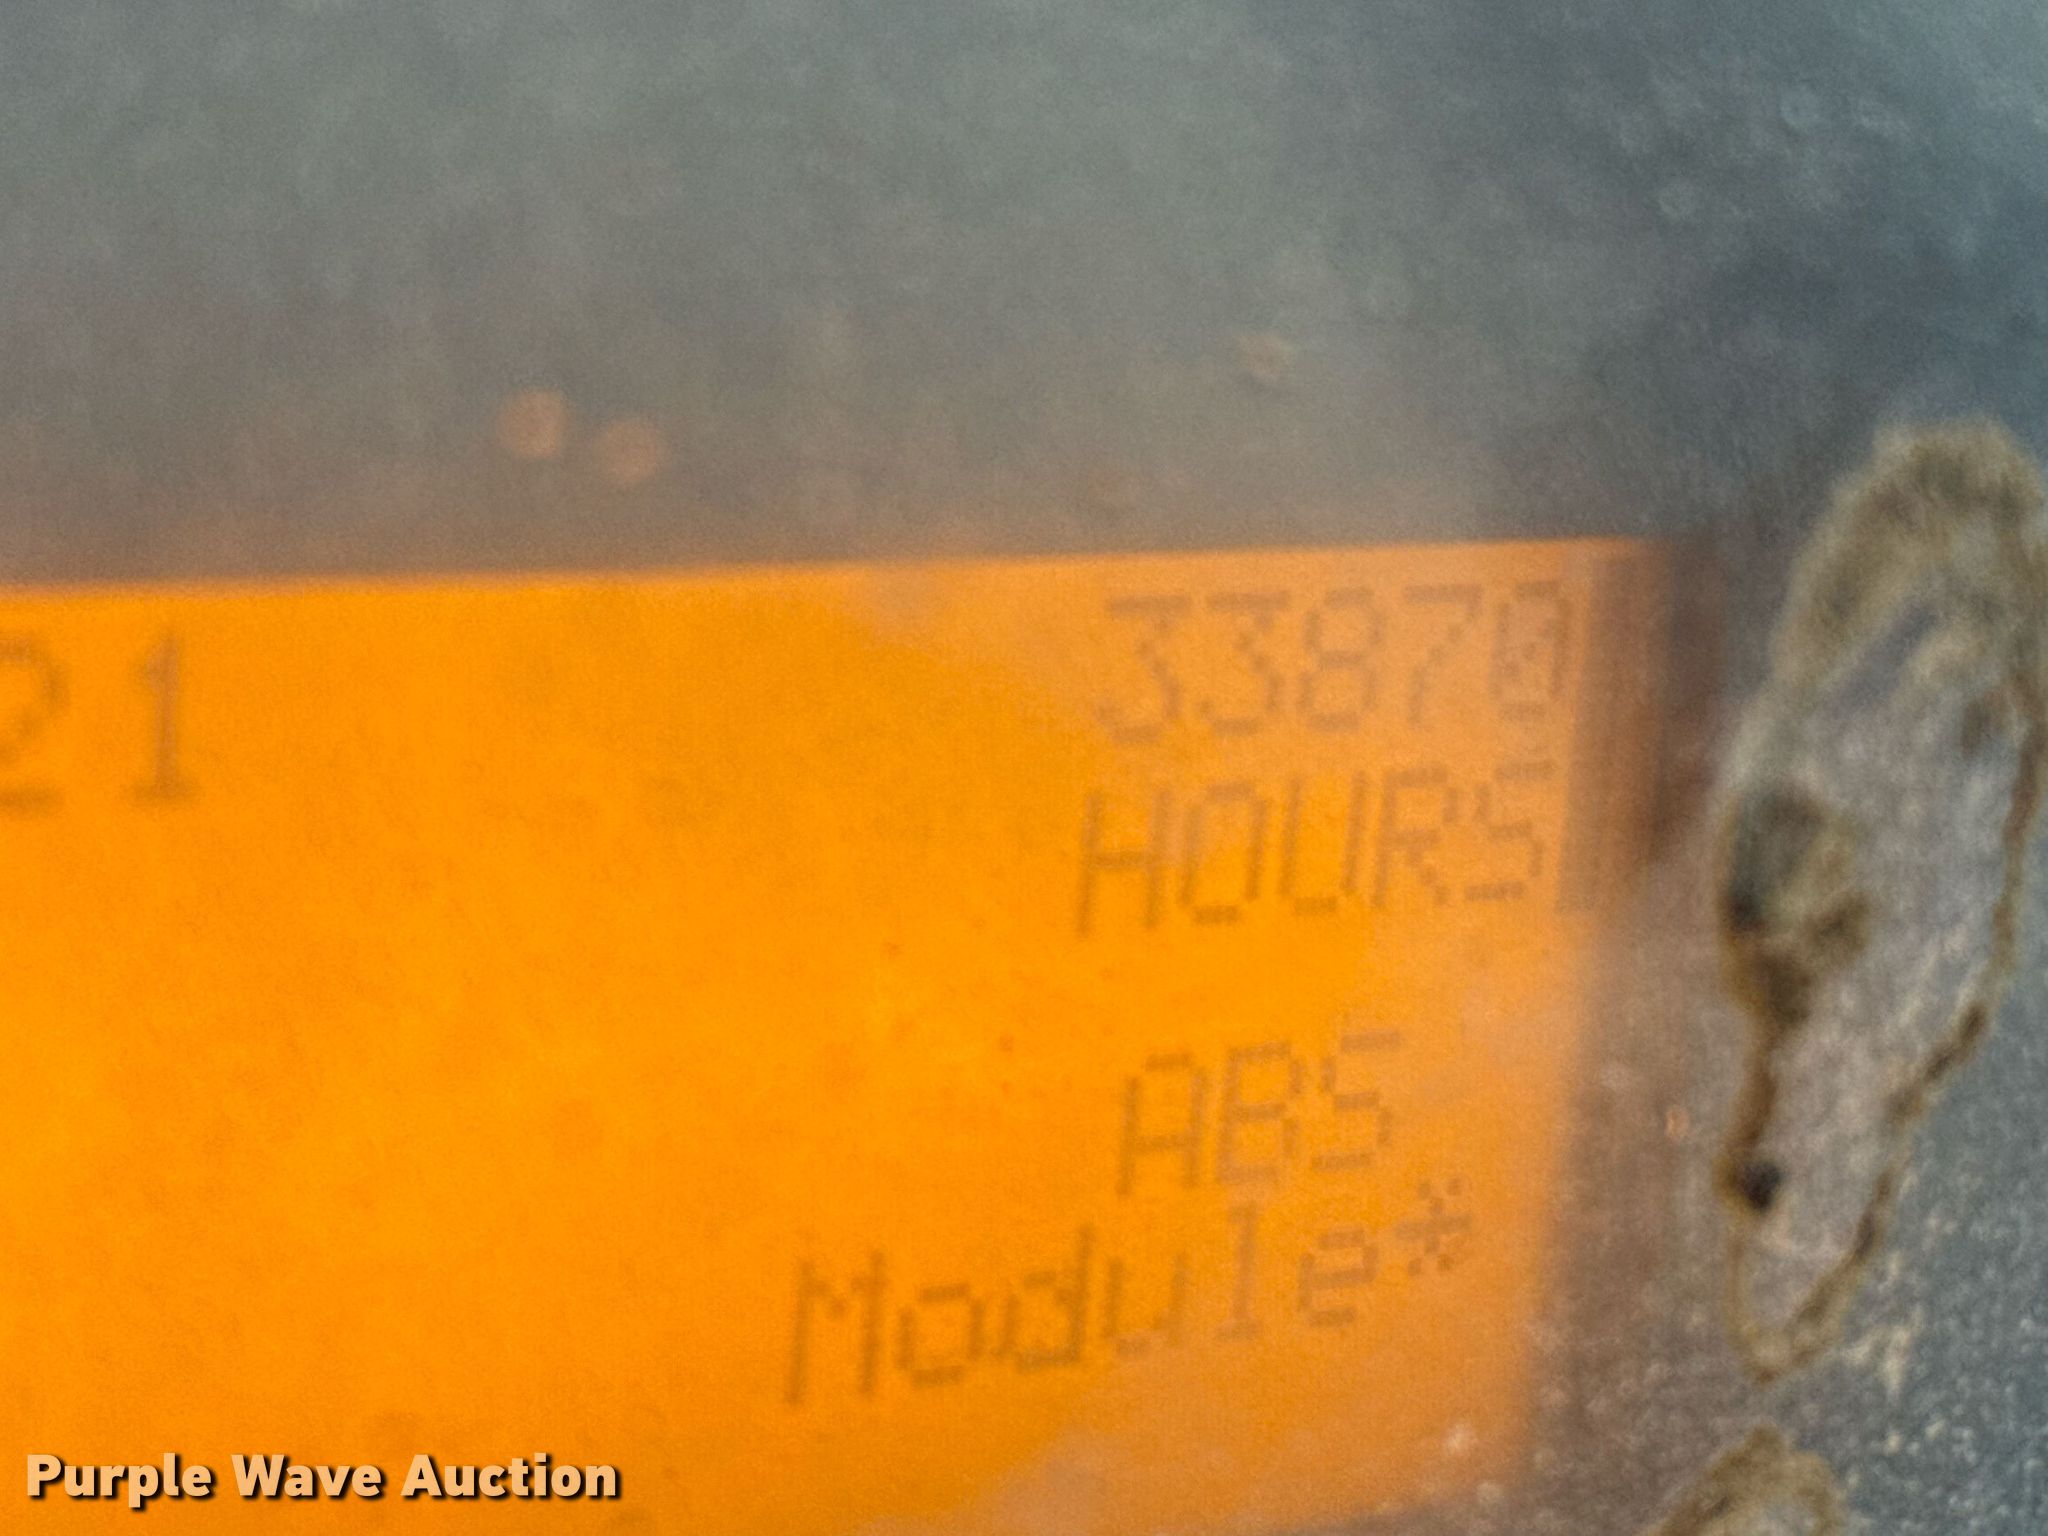 21 33870
HOURS
ABS
Module*
Purple Wave Auction